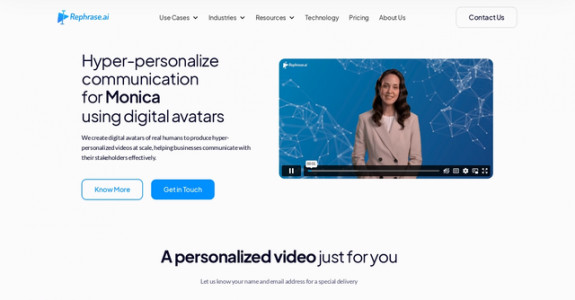 Rephrase.ai
Use Cases
Industries
Resources
Technology
Pricing
About Us
Contact Us
Hyper-personalize
communication
for Monica
using digital avatars
We create digital avatars of real humans to produce hyper-
personalized videos at scale, helping businesses communicate with
their stakeholders effectively.
Know More
Get in Touch
Rephrase.ai
A personalized video just for you
Let us know your name and email address for a special delivery